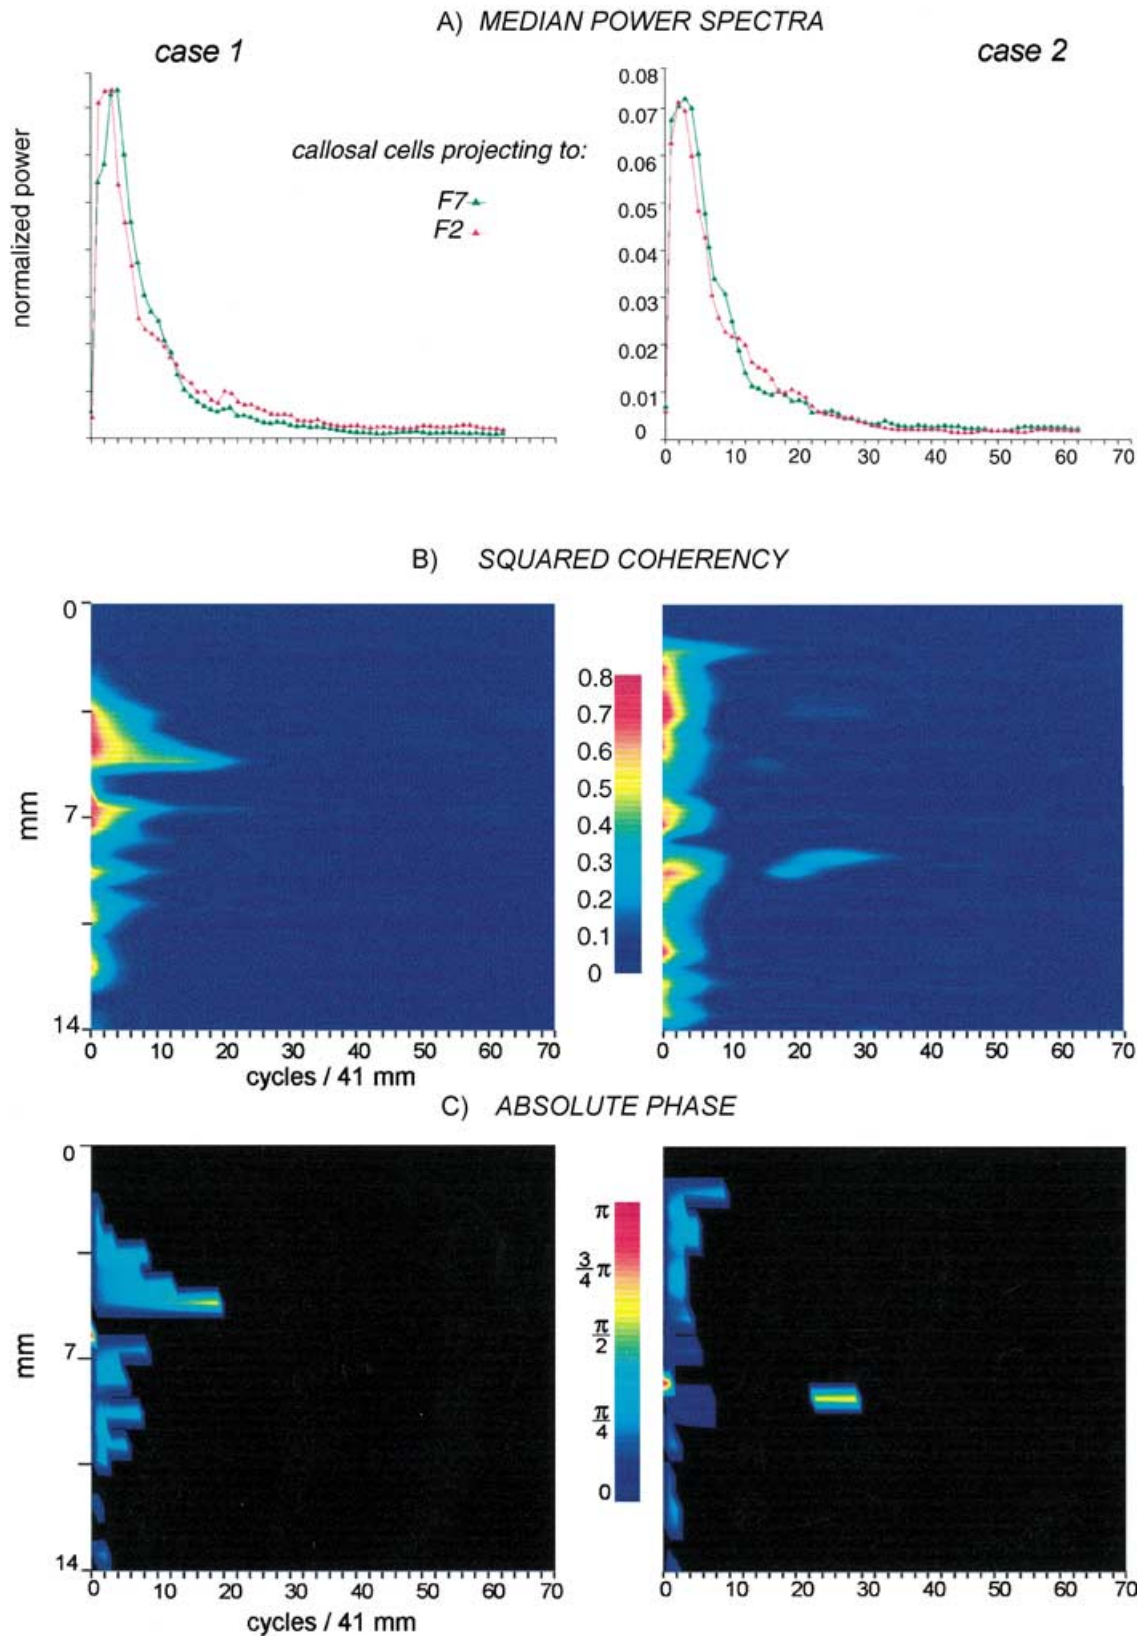 A) MEDIAN POWER SPECTRA
case 1
case 2
normalized power
callosal cells projecting to:
F7
F2
0.08
0.07
0.06
0.05
0.04
0.03
0.02
0.01
0
0 10 20 30 40 50 60 70
B) SQUARED COHERENCY
mm
0
7
14
0 10 20 30 40 50 60 70
cycles / 41 mm
0.8
0.7
0.6
0.5
0.4
0.3
0.2
0.1
0
0 10 20 30 40 50 60 70
C) ABSOLUTE PHASE
mm
0
7
14
0 10 20 30 40 50 60 70
cycles / 41 mm
π
3/4 π
π/2
π/4
0
0 10 20 30 40 50 60 70